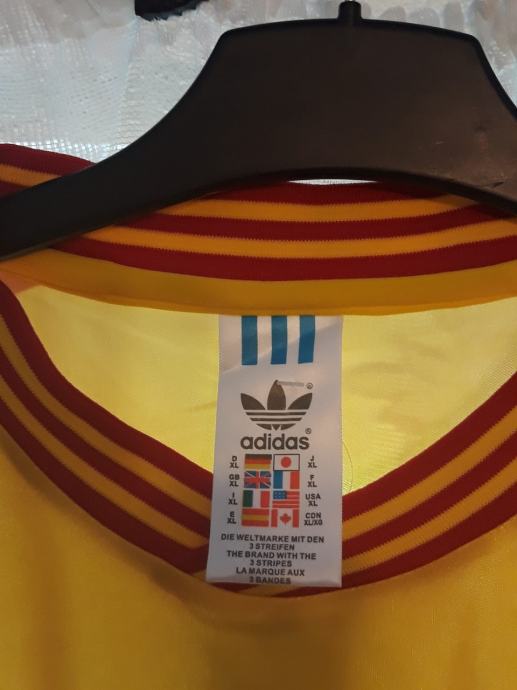 adidas ®
D XL J XL
GB XL F XL
I XL USA XL
E XL CDN XL/XG
DIE WELTMARKE MIT DEN
3 STREIFEN
THE BRAND WITH THE
3 STRIPES
LA MARQUE AUX
3 BANDES